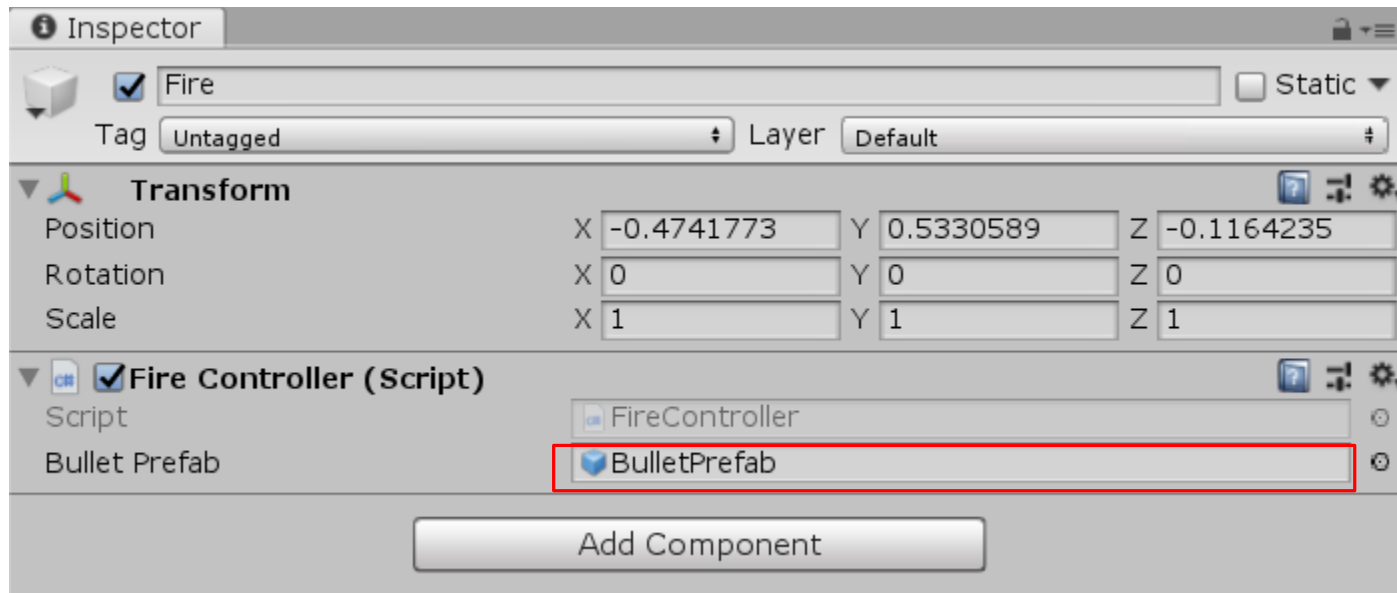 Inspector
Fire Static
Tag Untagged Layer Default
Transform
Position X -0.4741773 Y 0.5330589 Z -0.1164235
Rotation X 0 Y 0 Z 0
Scale X 1 Y 1 Z 1
Fire Controller (Script)
Script FireController
Bullet Prefab BulletPrefab
Add Component